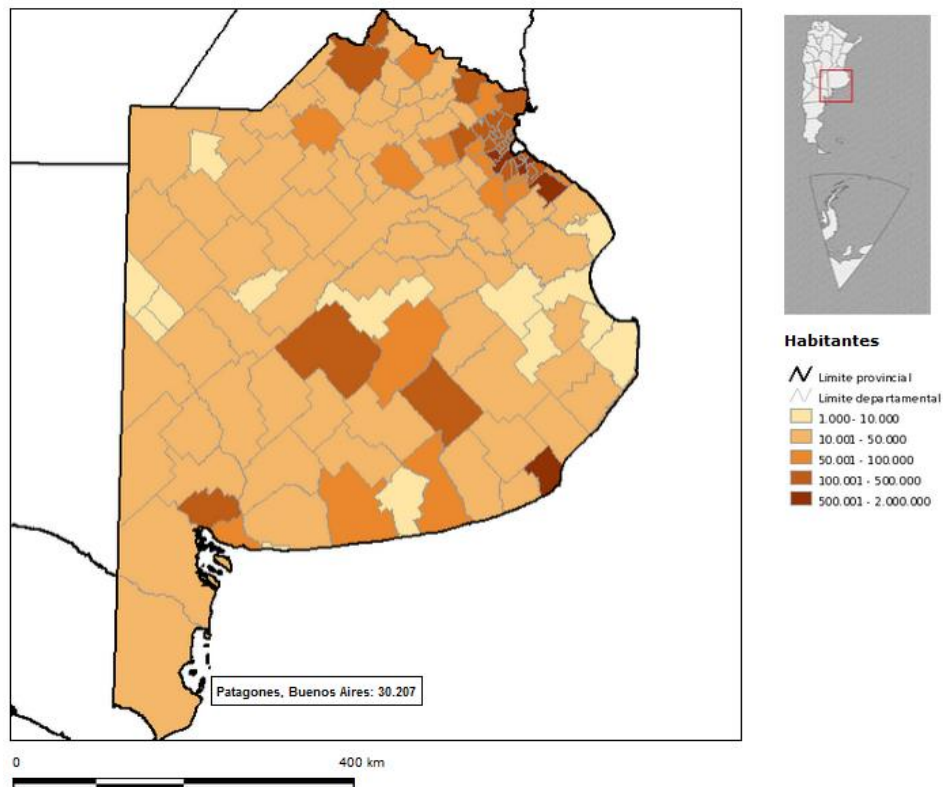 Patagones, Buenos Aires: 30.207
0 400 km
Habitantes
Límite provincial
Límite departamental
1.000 - 10.000
10.001 - 50.000
50.001 - 100.000
100.001 - 500.000
500.001 - 2.000.000